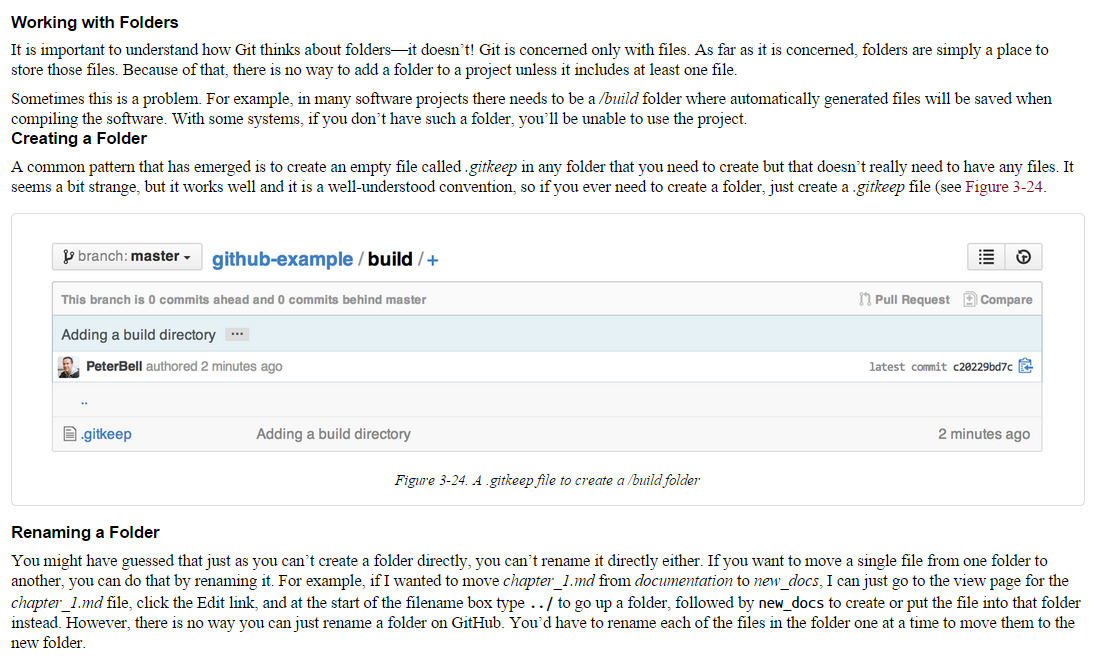 Working with Folders
It is important to understand how Git thinks about folders—it doesn’t! Git is concerned only with files. As far as it is concerned, folders are simply a place to
store those files. Because of that, there is no way to add a folder to a project unless it includes at least one file.
Sometimes this is a problem. For example, in many software projects there needs to be a /build folder where automatically generated files will be saved when
compiling the software. With some systems, if you don’t have such a folder, you’ll be unable to use the project.
Creating a Folder
A common pattern that has emerged is to create an empty file called .gitkeep in any folder that you need to create but that doesn’t really need to have any files. It
seems a bit strange, but it works well and it is a well-understood convention, so if you ever need to create a folder, just create a .gitkeep file (see Figure 3-24.
branch: master github-example / build / +
This branch is 0 commits ahead and 0 commits behind master Pull Request Compare
Adding a build directory ...
PeterBell authored 2 minutes ago latest commit c20229bd7c
..
.gitkeep Adding a build directory 2 minutes ago
Figure 3-24. A .gitkeep file to create a /build folder
Renaming a Folder
You might have guessed that just as you can’t create a folder directly, you can’t rename it directly either. If you want to move a single file from one folder to
another, you can do that by renaming it. For example, if I wanted to move chapter_1.md from documentation to new_docs, I can just go to the view page for the
chapter_1.md file, click the Edit link, and at the start of the filename box type ../ to go up a folder, followed by new_docs to create or put the file into that folder
instead. However, there is no way you can just rename a folder on GitHub. You’d have to rename each of the files in the folder one at a time to move them to the
new folder.